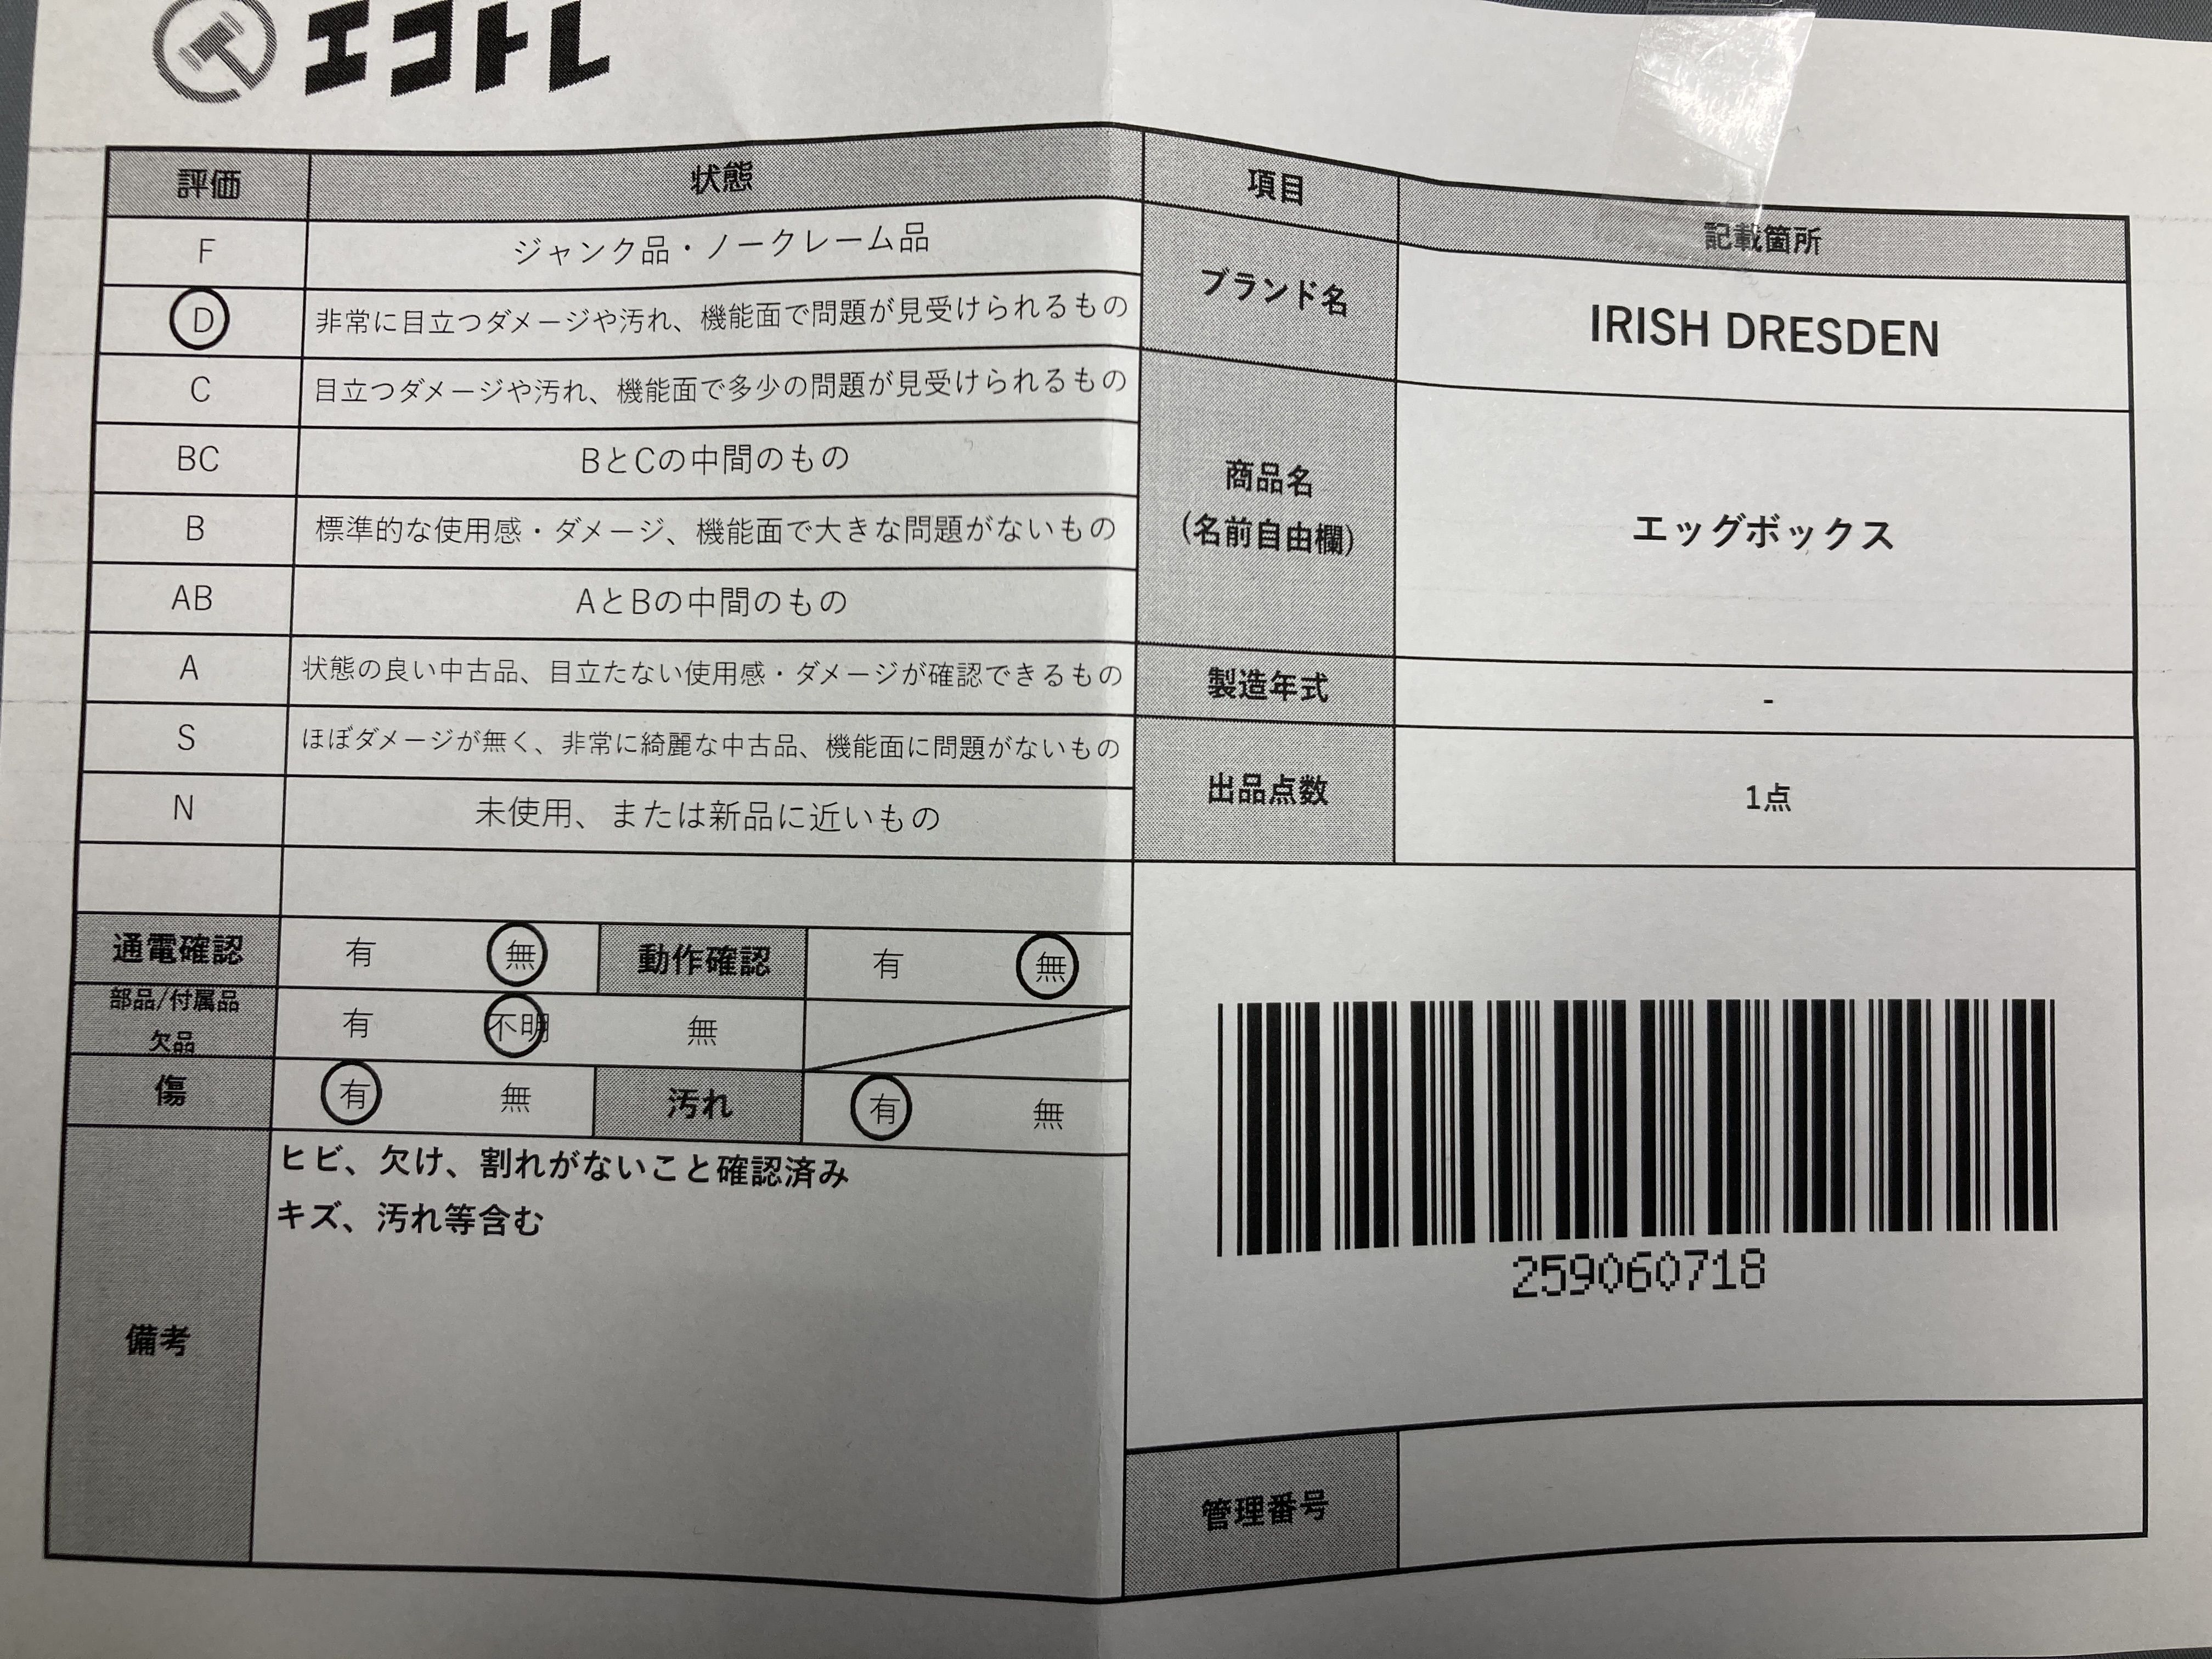 エコトレ
評価 状態
F ジャンク品・ノークレーム品
D 非常に目立つダメージや汚れ、機能面で問題が見受けられるもの
C 目立つダメージや汚れ、機能面で多少の問題が見受けられるもの
BC BとCの中間のもの
B 標準的な使用感・ダメージ、機能面で大きな問題がないもの
AB AとBの中間のもの
A 状態の良い中古品、目立たない使用感・ダメージが確認できるもの
S ほぼダメージが無く、非常に綺麗な中古品、機能面に問題がないもの
N 未使用、または新品に近いもの
通電確認 有 無 動作確認 有 無
部品/付属品
欠品
有 不明 無
傷 有 無 汚れ 有 無
備考
ヒビ、欠け、割れがないこと確認済み
キズ、汚れ等含む
項目 記載箇所
ブランド名 IRISH DRESDEN
商品名
(名前自由欄)
エッグボックス
製造年式 -
出品点数 1点
259060718
管理番号